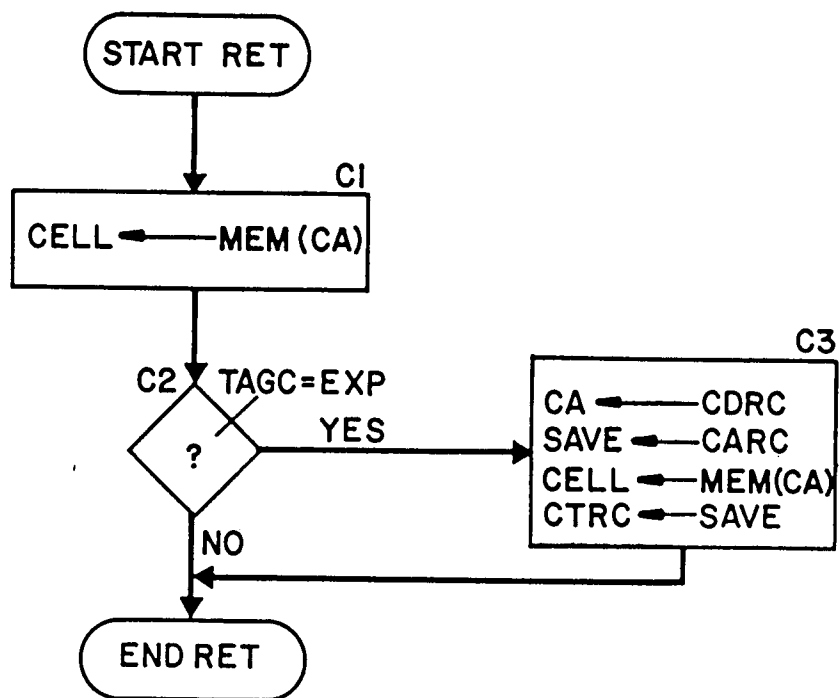 START RET
C1
CELL ← MEM (CA)
C2
TAGC=EXP
?
YES
NO
C3
CA ← CDRC
SAVE ← CARC
CELL ← MEM(CA)
CTRC ← SAVE
END RET